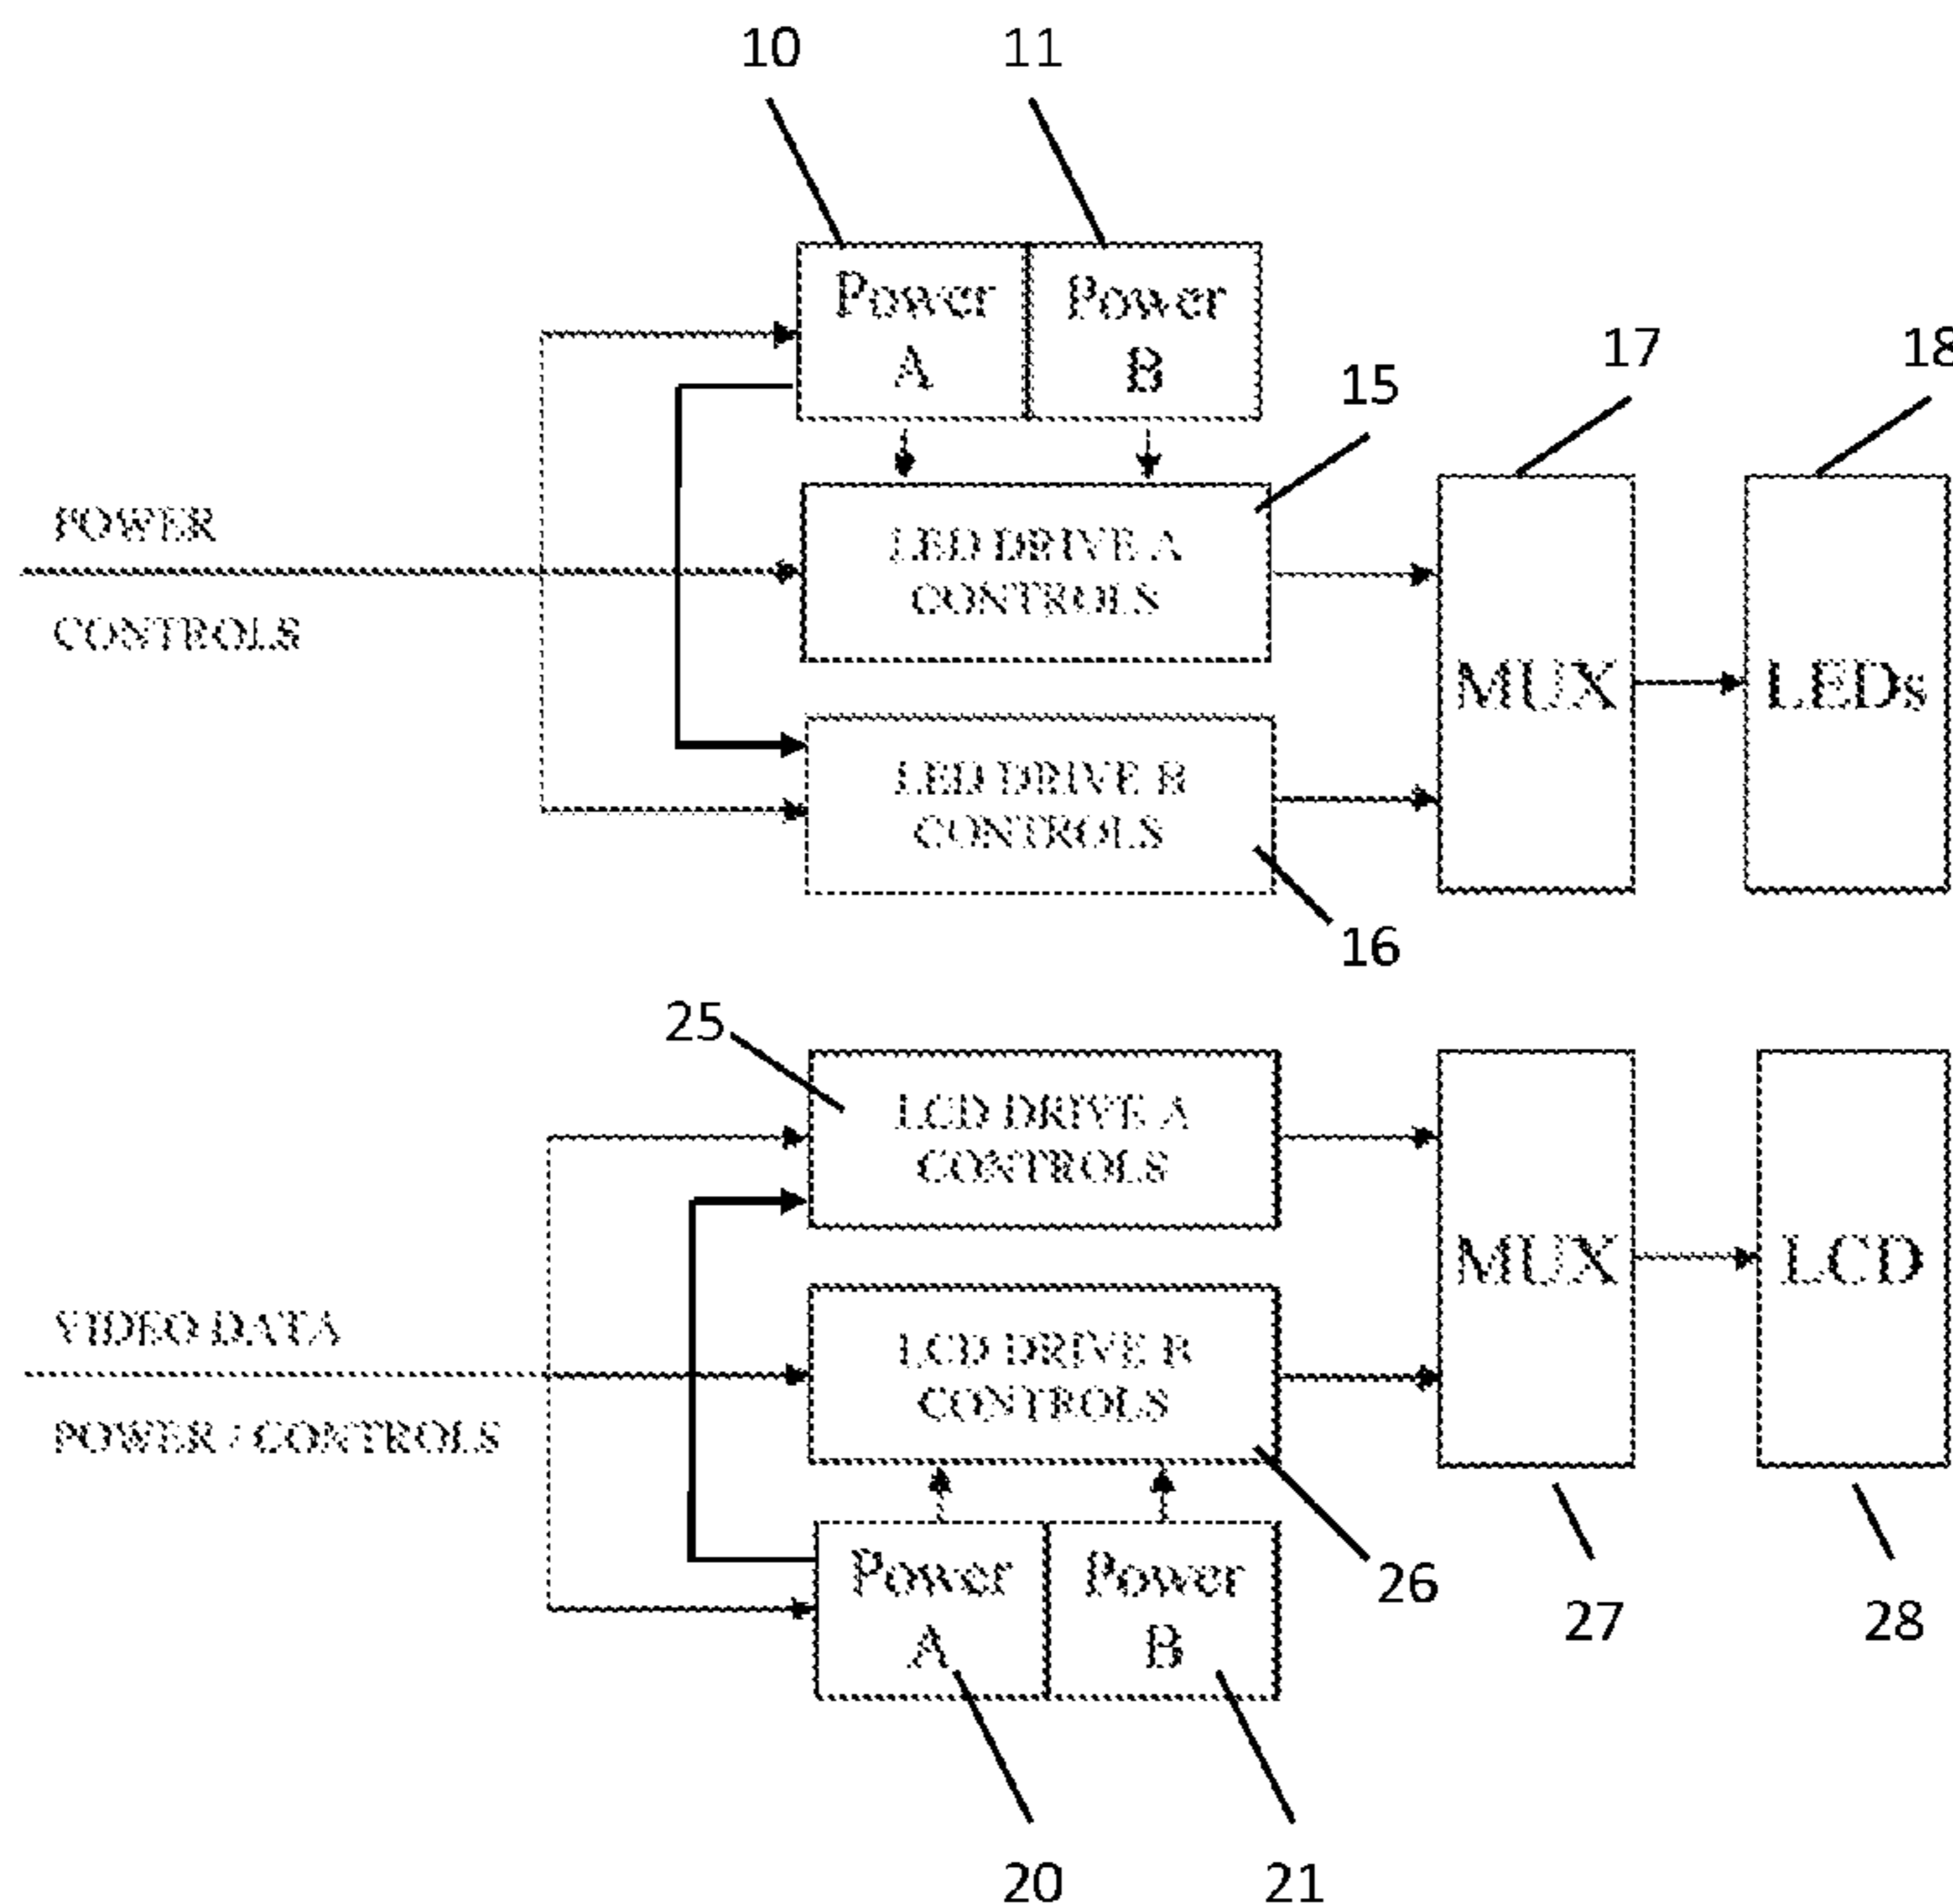 10 11
Power Power
A B
17 18
15
POWER
LED DRIVE A
CONTROLS
CONTROLS
MUX LEDs
LED DRIVE B
CONTROLS
16
25
LCD DRIVE A
CONTROLS
MUX LCD
VIDEO DATA
LCD DRIVE B
CONTROLS
POWER / CONTROLS
Power Power
26
27 28
A B
20 21